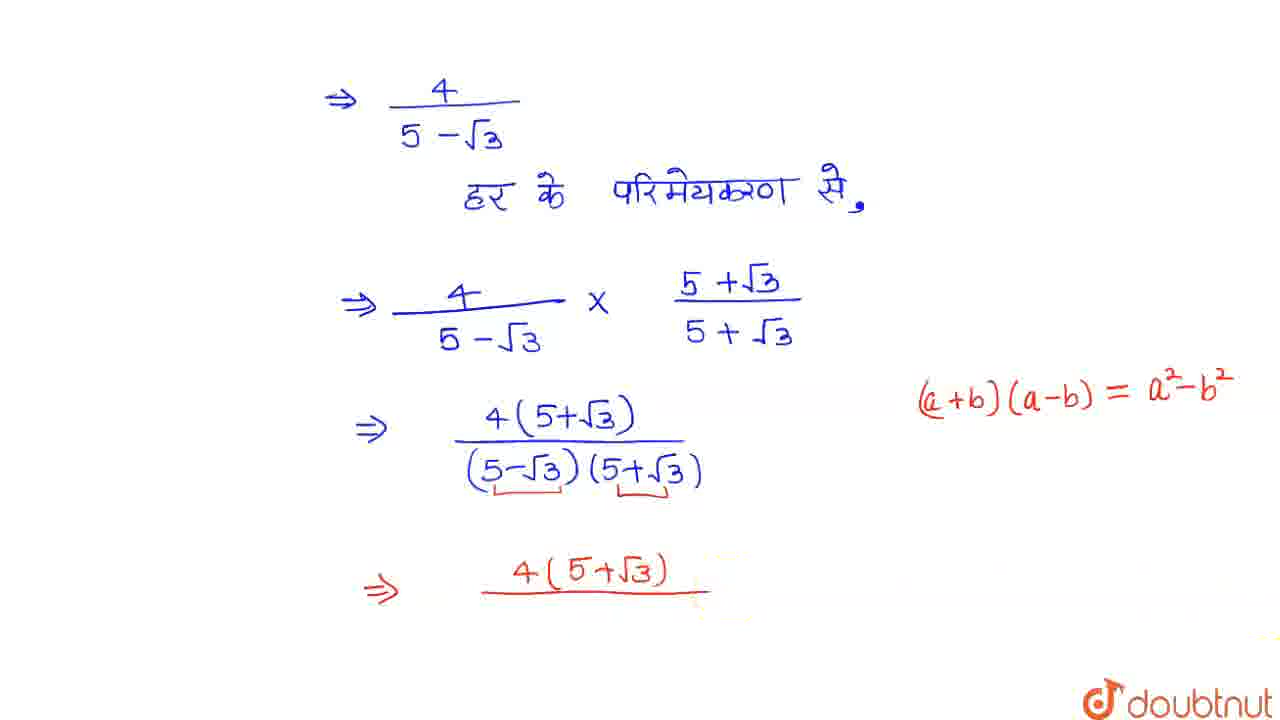 ⇒ 4 / (5 - √3)
हर के परिमेयकरण से,
⇒ 4 / (5 - √3) × (5 + √3) / (5 + √3)
(a + b) (a - b) = a² - b²
⇒ 4 (5 + √3) / (5 - √3) (5 + √3)
⇒ 4 (5 + √3)
doubtnut